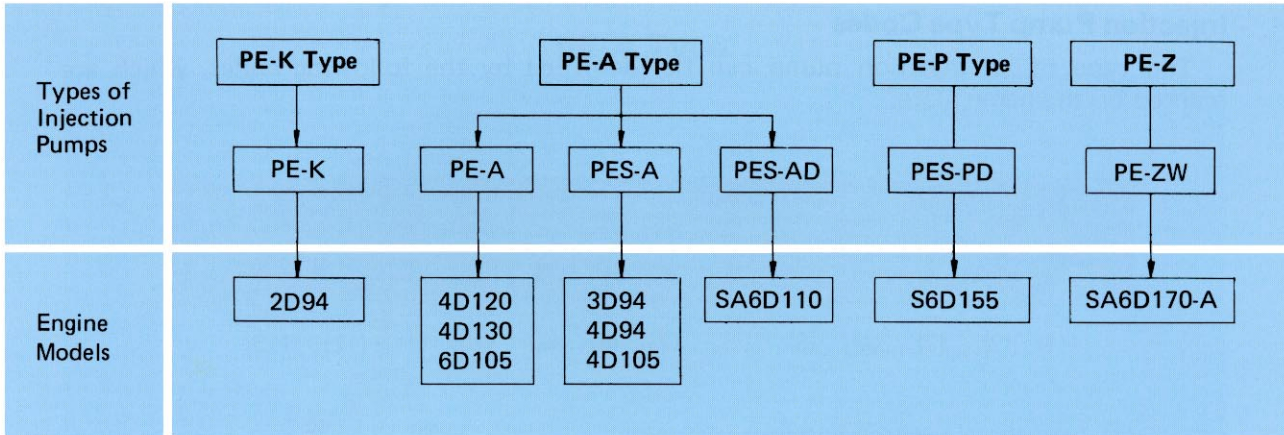 Types of
Injection
Pumps
PE-K Type
PE-A Type
PE-P Type
PE-Z
PE-K
PE-A
PES-A
PES-AD
PES-PD
PE-ZW
Engine
Models
2D94
4D120
4D130
6D105
3D94
4D94
4D105
SA6D110
S6D155
SA6D170-A